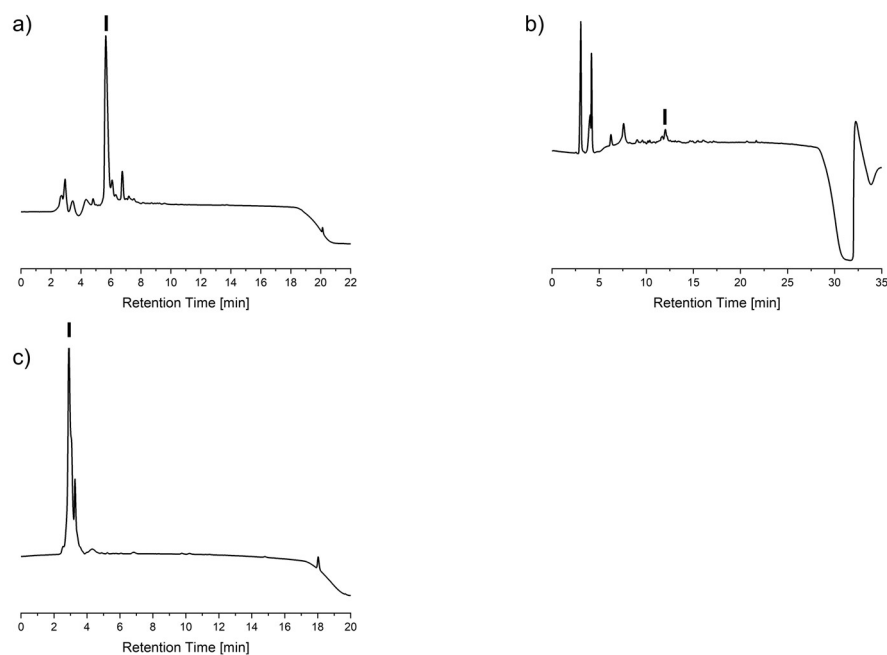 a)
0 2 4 6 8 10 12 14 16 18 20 22
Retention Time [min]
b)
0 5 10 15 20 25 30 35
Retention Time [min]
c)
0 2 4 6 8 10 12 14 16 18 20
Retention Time [min]